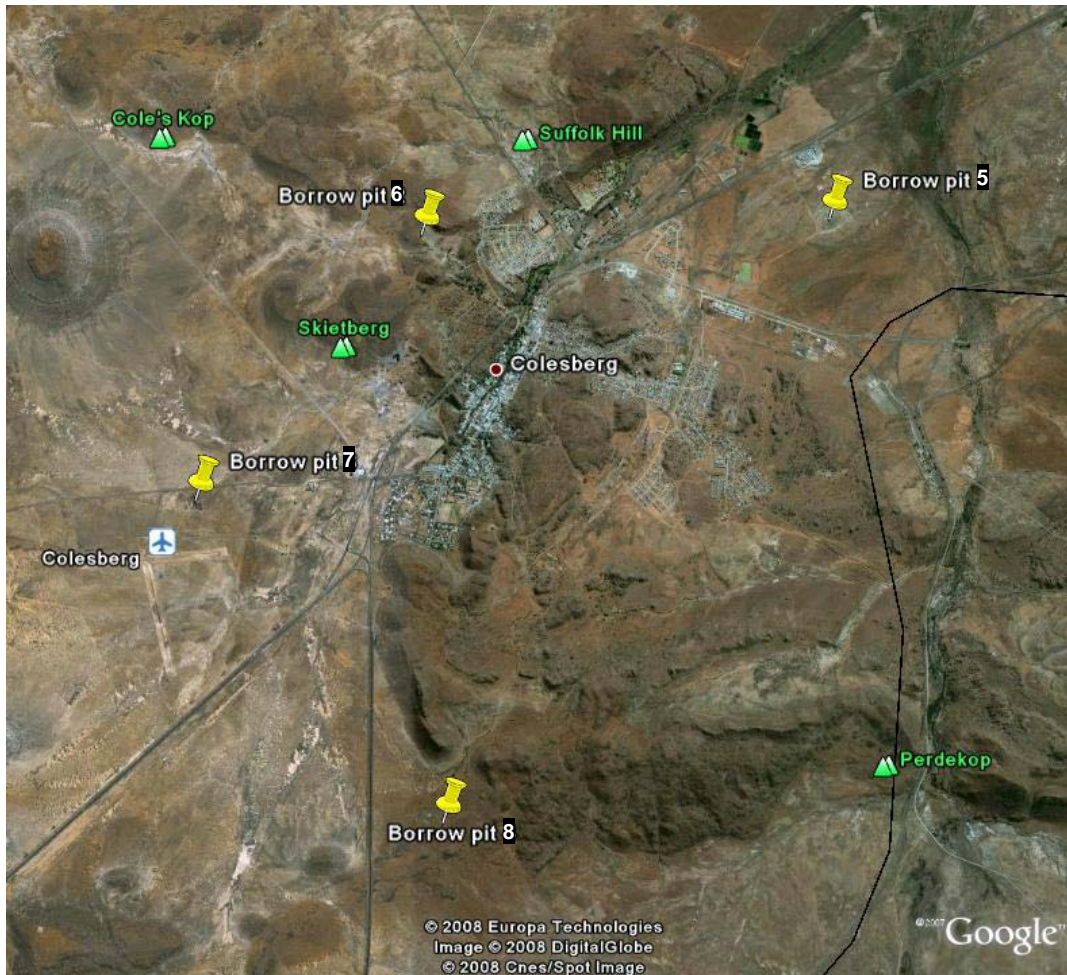 Cole's Kop
Suffolk Hill
Borrow pit 6
Borrow pit 5
Skietberg
Colesberg
Borrow pit 7
Colesberg
Perdekop
Borrow pit 8
© 2008 Europa Technologies
Image © 2008 DigitalGlobe
© 2008 Cnes/Spot Image
©2007 Google™